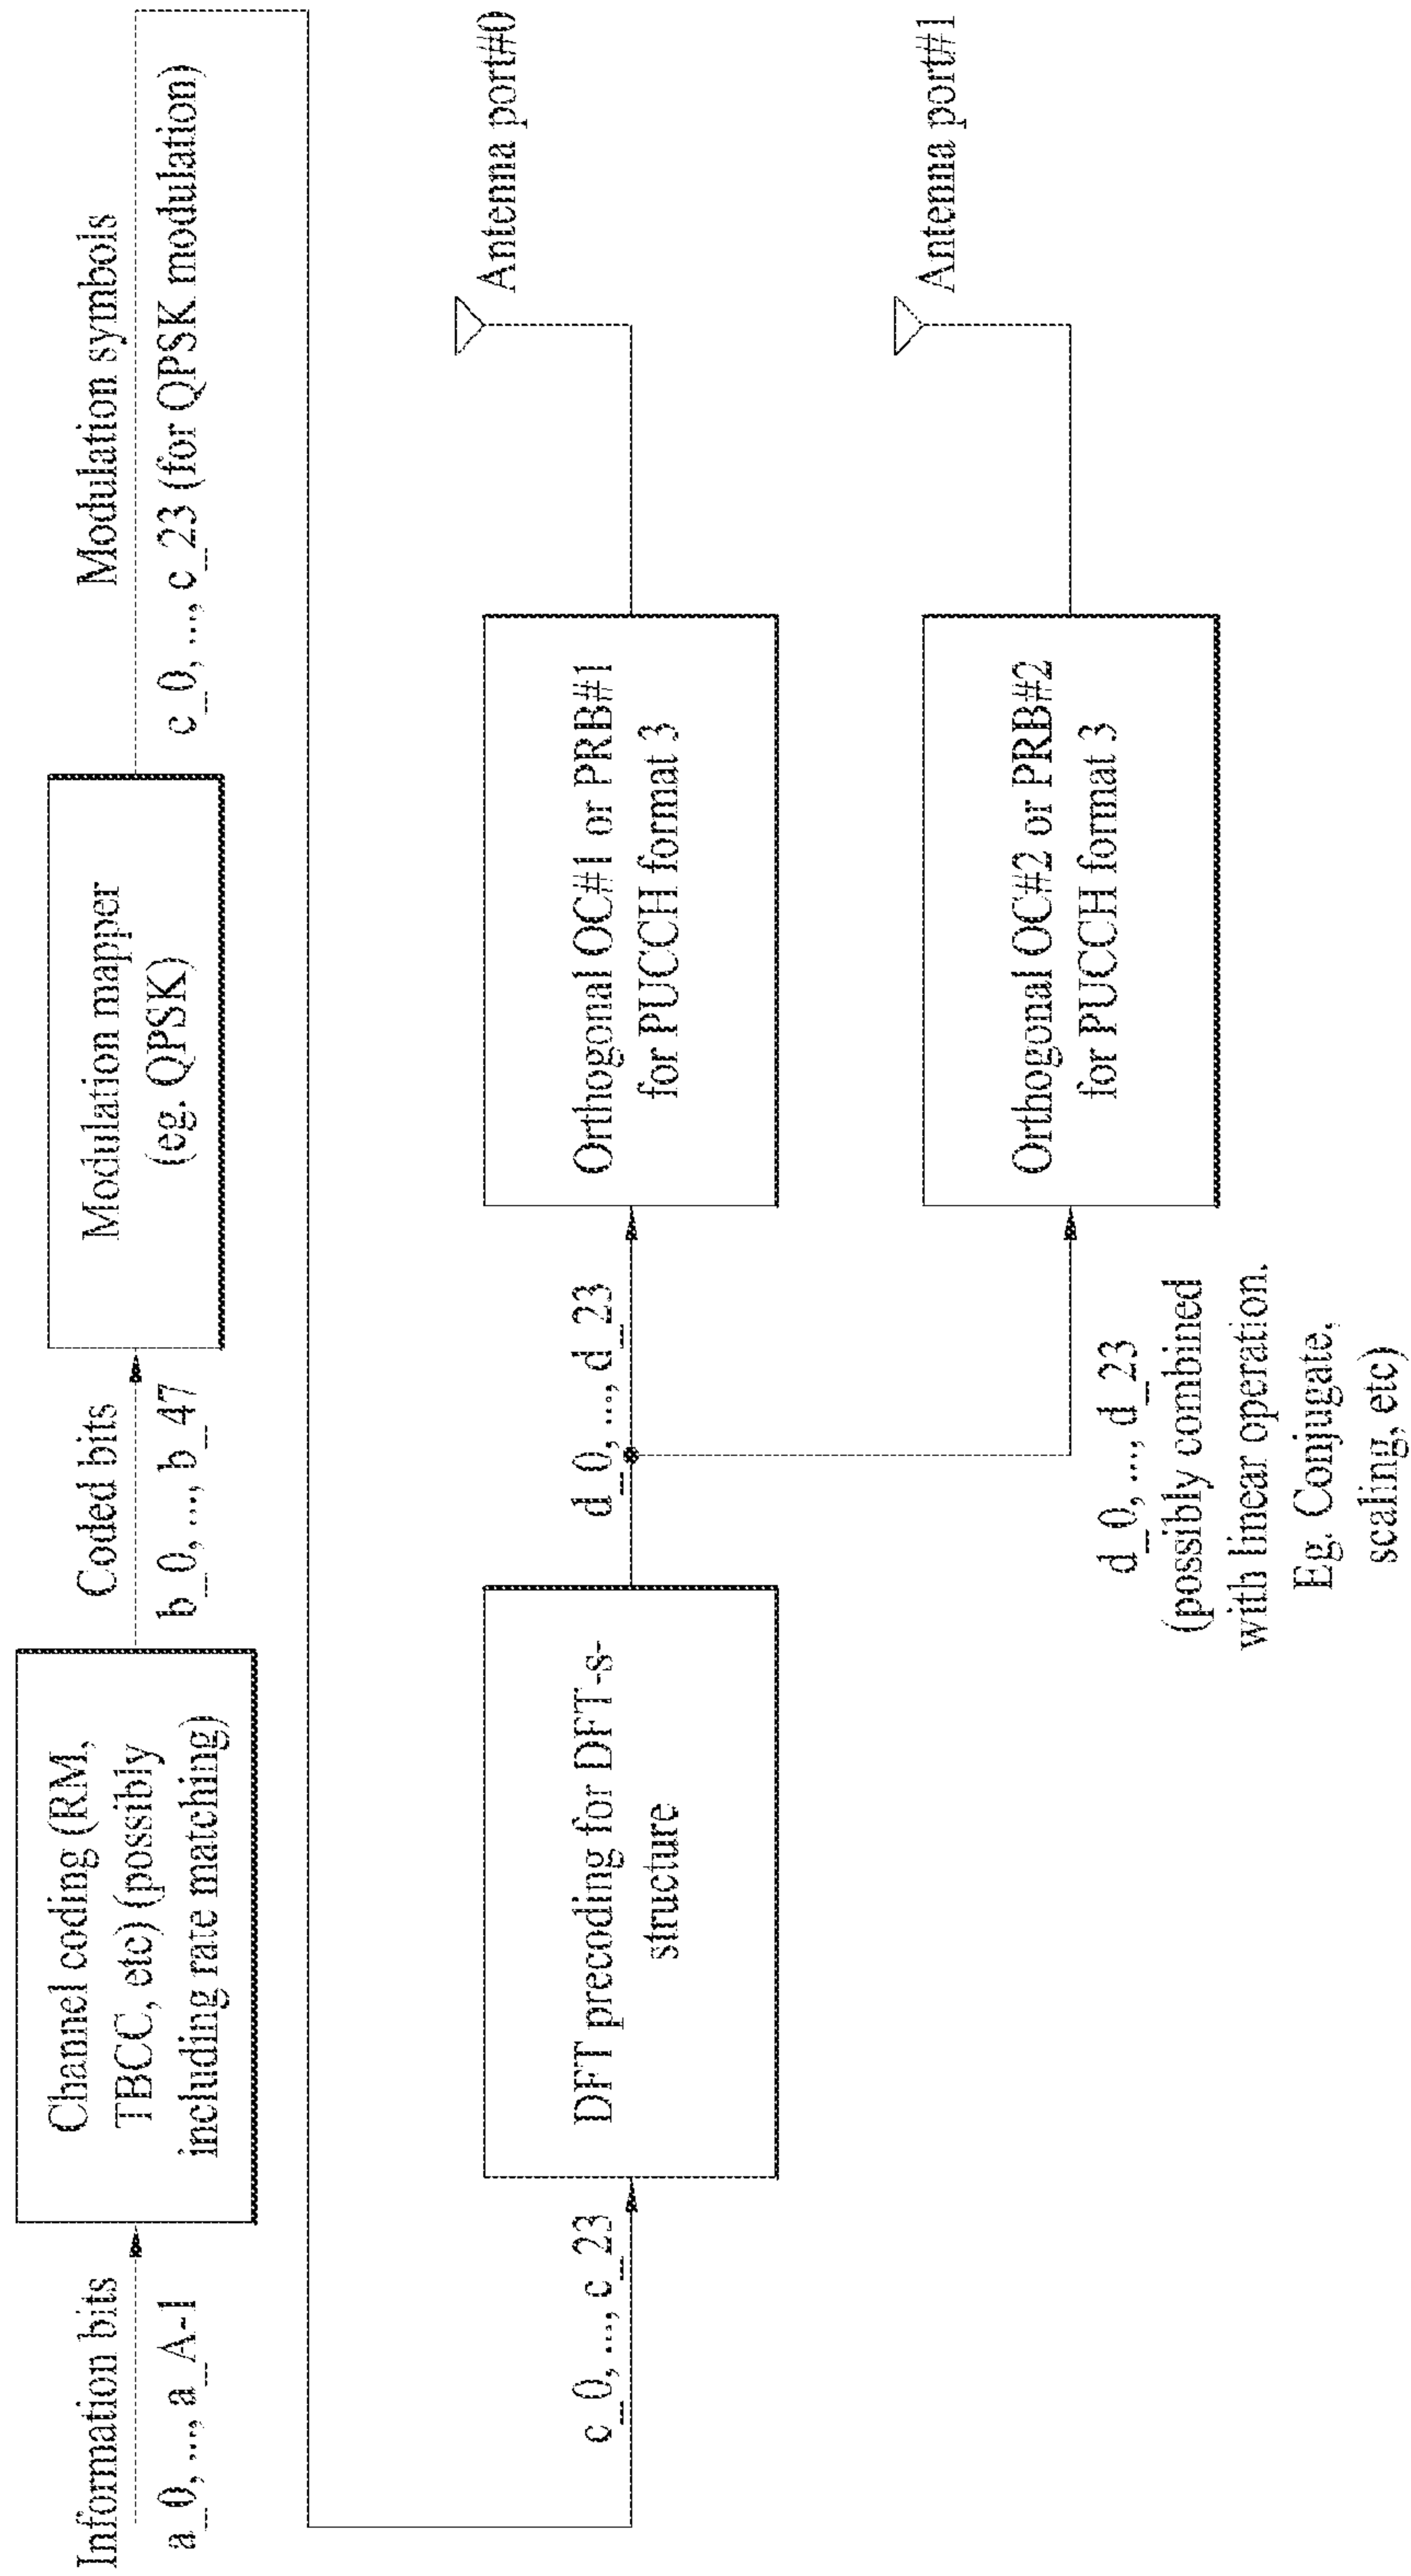 Information bits
a_0, ..., a_A-1
Channel coding (RM,
TBCC, etc) (possibly
including rate matching)
Coded bits
b_0, ..., b_47
Modulation mapper
(eg. QPSK)
Modulation symbols
c_0, ..., c_23 (for QPSK modulation)
c_0, ..., c_23
DFT precoding for DFT-s-
structure
d_0, ..., d_23
Orthogonal OC#1 or PRB#1
for PUCCH format 3
Antenna port#0
d_0, ..., d_23
(possibly combined
with linear operation.
Eg. Conjugate,
scaling, etc)
Orthogonal OC#2 or PRB#2
for PUCCH format 3
Antenna port#1